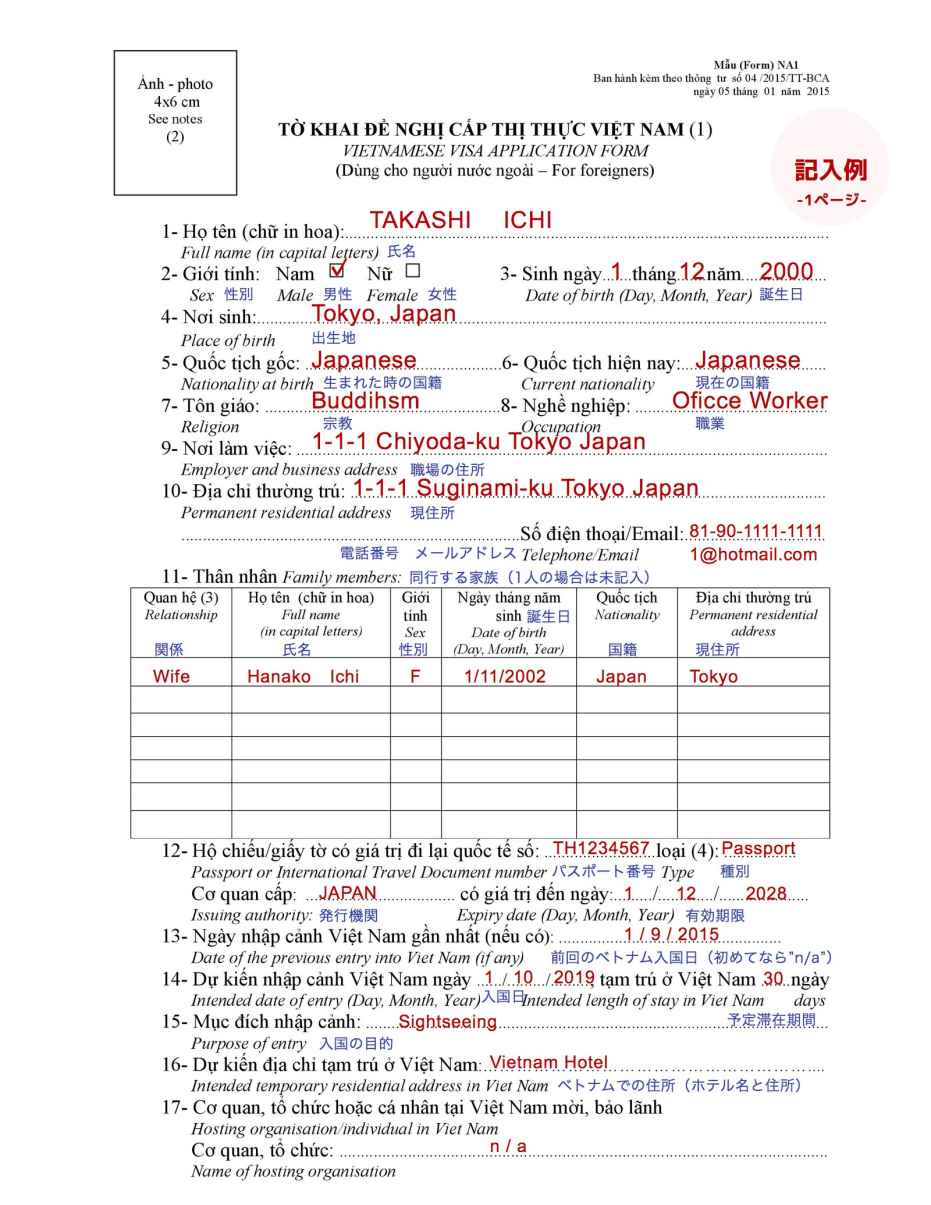 Mẫu (Form) NA1
Ban hành kèm theo thông tư số 04 /2015/TT-BCA
ngày 05 tháng 01 năm 2015
Ảnh - photo
4x6 cm
See notes
(2)
TỜ KHAI ĐỀ NGHỊ CẤP THỊ THỰC VIỆT NAM (1)
VIETNAMESE VISA APPLICATION FORM
(Dùng cho người nước ngoài – For foreigners)
記入例
-1ページ-
1- Họ tên (chữ in hoa): TAKASHI ICHI
Full name (in capital letters) 氏名
2- Giới tính: Nam ☑ Nữ ☐ 3- Sinh ngày 1 tháng 12 năm 2000
Sex 性別 Male 男性 Female 女性 Date of birth (Day, Month, Year) 誕生日
4- Nơi sinh: Tokyo, Japan
Place of birth 出生地
5- Quốc tịch gốc: Japanese 6- Quốc tịch hiện nay: Japanese
Nationality at birth 生まれた時の国籍 Current nationality 現在の国籍
7- Tôn giáo: Buddihsm 8- Nghề nghiệp: Oficce Worker
Religion 宗教 Occupation 職業
9- Nơi làm việc: 1-1-1 Chiyoda-ku Tokyo Japan
Employer and business address 職場の住所
10- Địa chỉ thường trú: 1-1-1 Suginami-ku Tokyo Japan
Permanent residential address 現住所
Số điện thoại/Email: 81-90-1111-1111
電話番号 メールアドレス Telephone/Email 1@hotmail.com
11- Thân nhân Family members: 同行する家族（1人の場合は未記入）
Quan hệ (3) Họ tên (chữ in hoa) Giới Ngày tháng năm Quốc tịch Địa chỉ thường trú
Relationship Full name tính sinh 誕生日 Nationality Permanent residential
(in capital letters) Sex Date of birth address
関係 氏名 性別 (Day, Month, Year) 国籍 現住所
Wife Hanako Ichi F 1/11/2002 Japan Tokyo
12- Hộ chiếu/giấy tờ có giá trị đi lại quốc tế số: TH1234567 loại (4): Passport
Passport or International Travel Document number パスポート番号 Type 種別
Cơ quan cấp: JAPAN có giá trị đến ngày: 1 / 12 / 2028
Issuing authority: 発行機関 Expiry date (Day, Month, Year) 有効期限
13- Ngày nhập cảnh Việt Nam gần nhất (nếu có): 1 / 9 / 2015
Date of the previous entry into Viet Nam (if any) 前回のベトナム入国日（初めてなら"n/a"）
14- Dự kiến nhập cảnh Việt Nam ngày 1 / 10 / 2019, tạm trú ở Việt Nam 30 ngày
Intended date of entry (Day, Month, Year) 入国日 Intended length of stay in Viet Nam days
15- Mục đích nhập cảnh: Sightseeing 予定滞在期間
Purpose of entry 入国の目的
16- Dự kiến địa chỉ tạm trú ở Việt Nam: Vietnam Hotel
Intended temporary residential address in Viet Nam ベトナムでの住所（ホテル名と住所）
17- Cơ quan, tổ chức hoặc cá nhân tại Việt Nam mời, bảo lãnh
Hosting organisation/individual in Viet Nam
Cơ quan, tổ chức: n / a
Name of hosting organisation